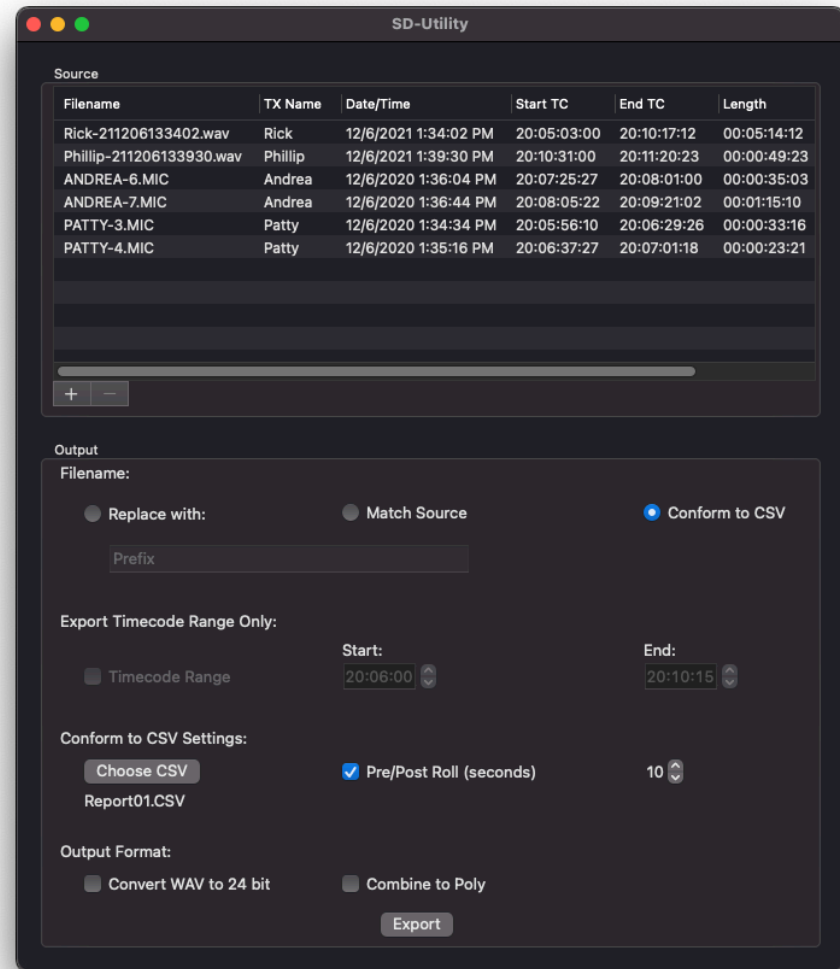 SD-Utility
Source
Filename TX Name Date/Time Start TC End TC Length
Rick-211206133402.wav Rick 12/6/2021 1:34:02 PM 20:05:03:00 20:10:17:12 00:05:14:12
Phillip-211206133930.wav Phillip 12/6/2021 1:39:30 PM 20:10:31:00 20:11:20:23 00:00:49:23
ANDREA-6.MIC Andrea 12/6/2020 1:36:04 PM 20:07:25:27 20:08:01:00 00:00:35:03
ANDREA-7.MIC Andrea 12/6/2020 1:36:44 PM 20:08:05:22 20:09:21:02 00:01:15:10
PATTY-3.MIC Patty 12/6/2020 1:34:34 PM 20:05:56:10 20:06:29:26 00:00:33:16
PATTY-4.MIC Patty 12/6/2020 1:35:16 PM 20:06:37:27 20:07:01:18 00:00:23:21
+ −
Output
Filename:
Replace with: Match Source Conform to CSV
Prefix
Export Timecode Range Only:
Start: End:
Timecode Range 20:06:00 20:10:15
Conform to CSV Settings:
Choose CSV Pre/Post Roll (seconds) 10
Report01.CSV
Output Format:
Convert WAV to 24 bit Combine to Poly
Export